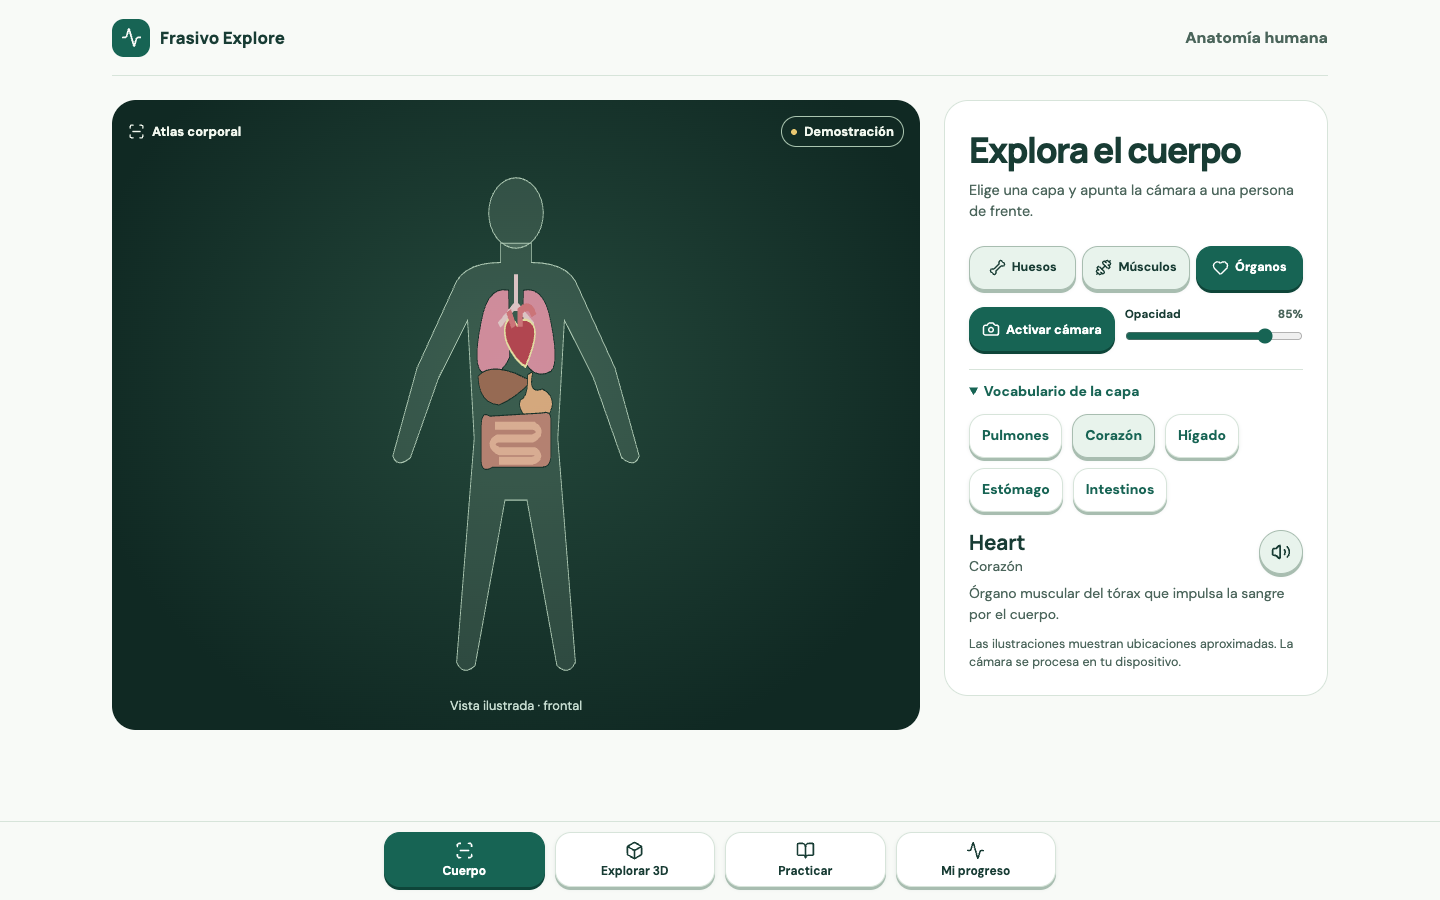 Frasivo Explore
Anatomía humana
Atlas corporal
Demostración
Vista ilustrada · frontal
Explora el cuerpo
Elige una capa y apunta la cámara a una persona
de frente.
Huesos
Músculos
Órganos
Activar cámara
Opacidad
85%
Vocabulario de la capa
Pulmones
Corazón
Hígado
Estómago
Intestinos
Heart
Corazón
Órgano muscular del tórax que impulsa la sangre
por el cuerpo.
Las ilustraciones muestran ubicaciones aproximadas. La
cámara se procesa en tu dispositivo.
Cuerpo
Explorar 3D
Practicar
Mi progreso